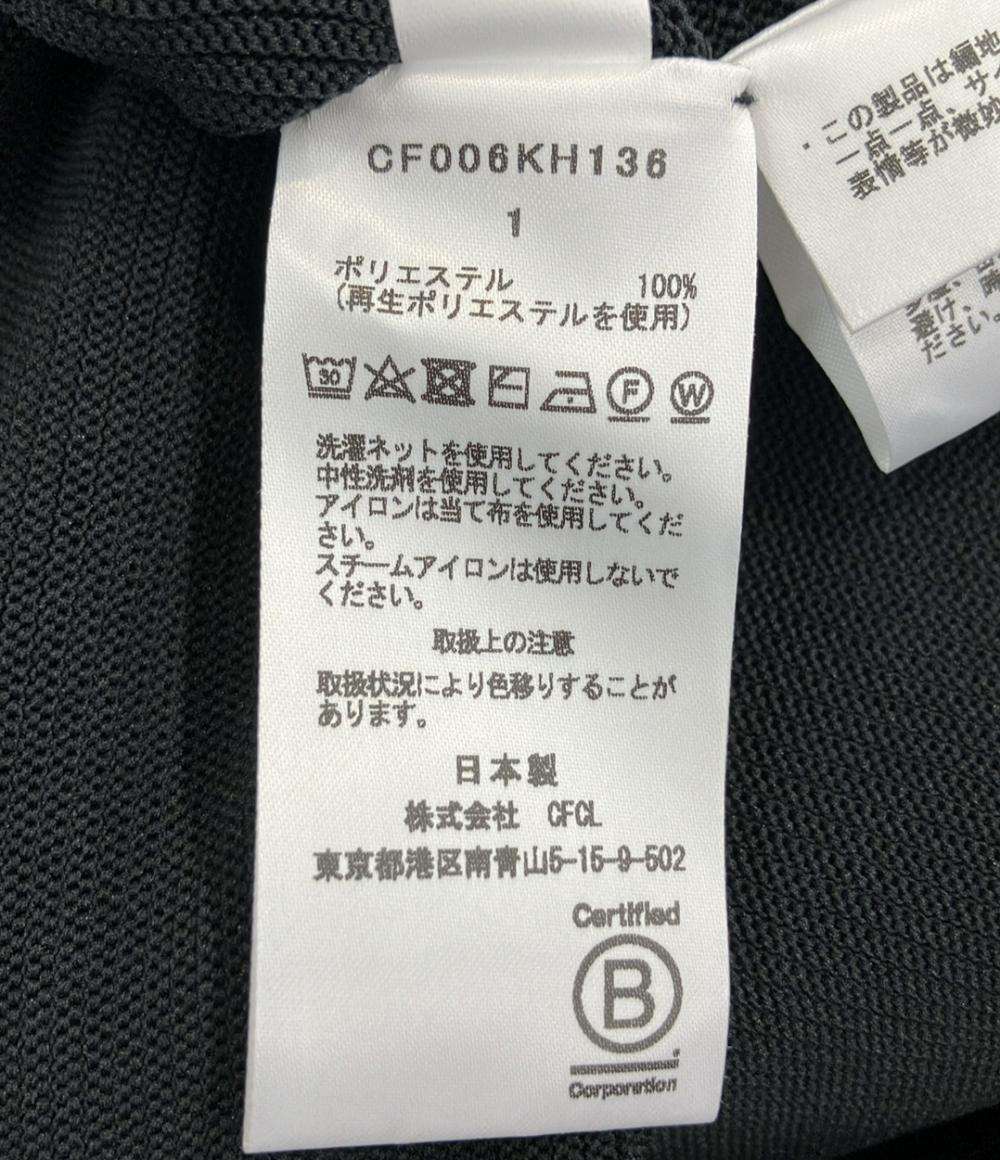 CF006KH136
1
ポリエステル 100%
(再生ポリエステルを使用)
30
F
W
洗濯ネットを使用してください。
中性洗剤を使用してください。
アイロンは当て布を使用してくだ
さい。
スチームアイロンは使用しないで
ください。
取扱上の注意
取扱状況により色移りすることが
あります。
日本製
株式会社 CFCL
東京都港区南青山5-15-9-502
Certified
B
Corporation
・この製品は編地
一点一点、サイ
表情等が微妙
避け、
ださい。